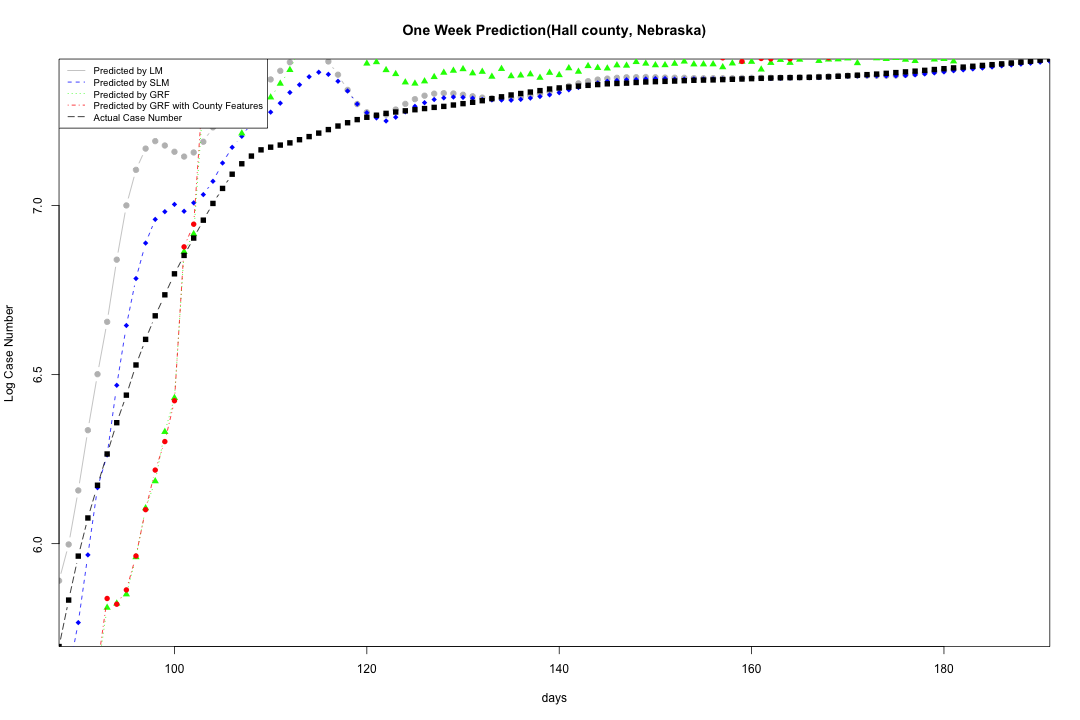 One Week Prediction(Hall county, Nebraska)
Predicted by LM
Predicted by SLM
Predicted by GRF
Predicted by GRF with County Features
Actual Case Number
Log Case Number
7.0
6.5
6.0
100 120 140 160 180
days